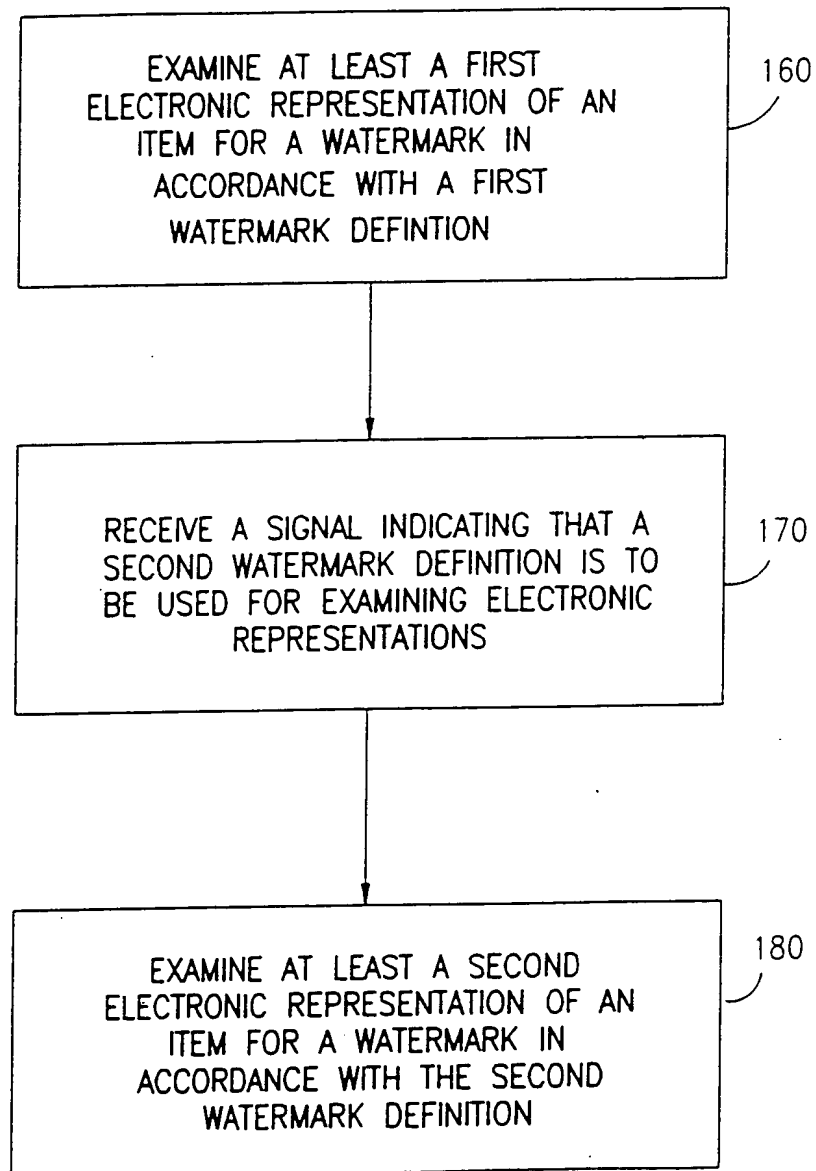 EXAMINE AT LEAST A FIRST
ELECTRONIC REPRESENTATION OF AN
ITEM FOR A WATERMARK IN
ACCORDANCE WITH A FIRST
WATERMARK DEFINTION
160
RECEIVE A SIGNAL INDICATING THAT A
SECOND WATERMARK DEFINITION IS TO
BE USED FOR EXAMINING ELECTRONIC
REPRESENTATIONS
170
EXAMINE AT LEAST A SECOND
ELECTRONIC REPRESENTATION OF AN
ITEM FOR A WATERMARK IN
ACCORDANCE WITH THE SECOND
WATERMARK DEFINITION
180